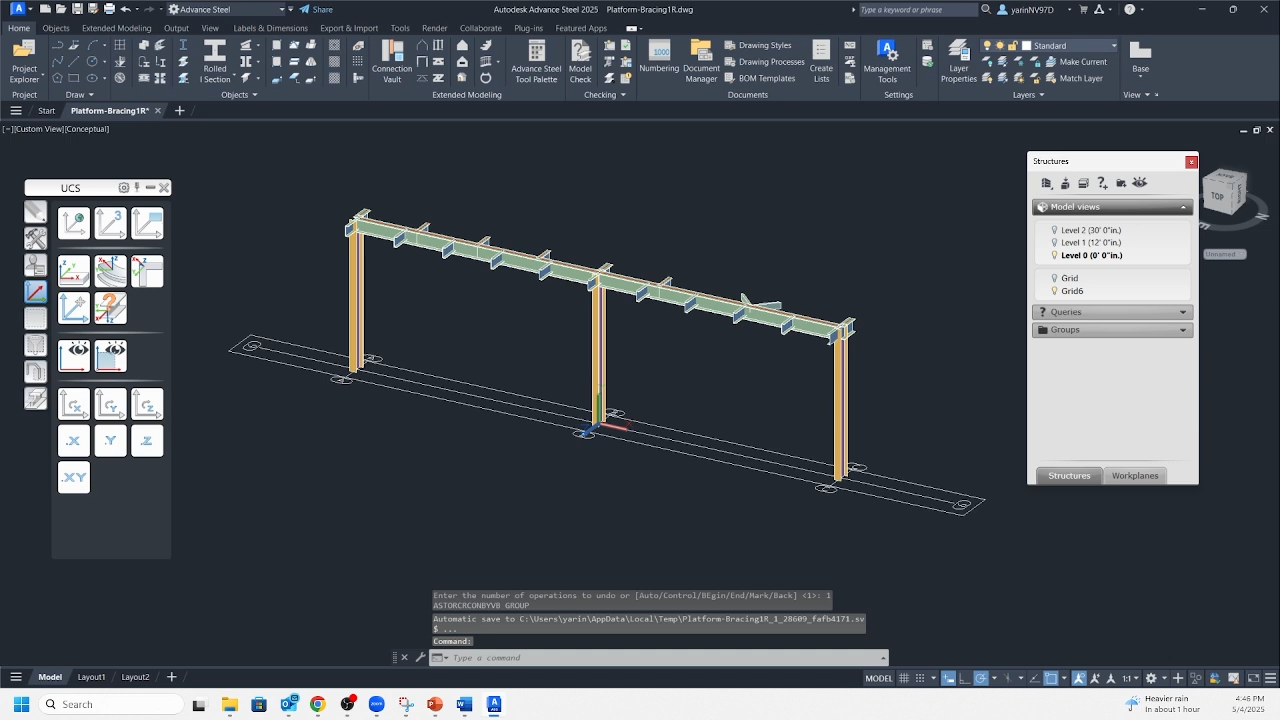 Advance Steel
Share
Autodesk Advance Steel 2025 Platform-Bracing1R.dwg
Type a keyword or phrase
yarinNV97D
Home Objects Extended Modeling Output View Labels & Dimensions Export & Import Tools Render Collaborate Plug-ins Featured Apps
Project Explorer
Rolled I Section
Connection Vault
Advance Steel Tool Palette
Model Check
1000
Numbering
Document Manager
Drawing Styles
Drawing Processes
BOM Templates
Create Lists
Management Tools
Layer Properties
Standard
Make Current
Match Layer
Base
Project Draw Objects Extended Modeling Checking Documents Settings Layers View
Start Platform-Bracing1R*
[−][Custom View][Conceptual]
UCS
3
X Y Z
.X .Y .Z
.XY
Structures
Model views
Level 2 (30' 0"in.)
Level 1 (12' 0"in.)
Level 0 (0' 0"in.)
Grid
Grid6
Queries
Groups
Structures Workplanes
TOP
Unnamed
Enter the number of operations to undo or [Auto/Control/BEgin/End/Mark/Back] <1>: 1
ASTORCRCONBYVB GROUP
Automatic save to C:\Users\yarin\AppData\Local\Temp\Platform-Bracing1R_1_28609_fafb4171.sv
$ ...
Command:
Type a command
Model Layout1 Layout2
MODEL
1:1
Search
Heavier rain
In about 1 hour
4:46 PM
5/4/2025